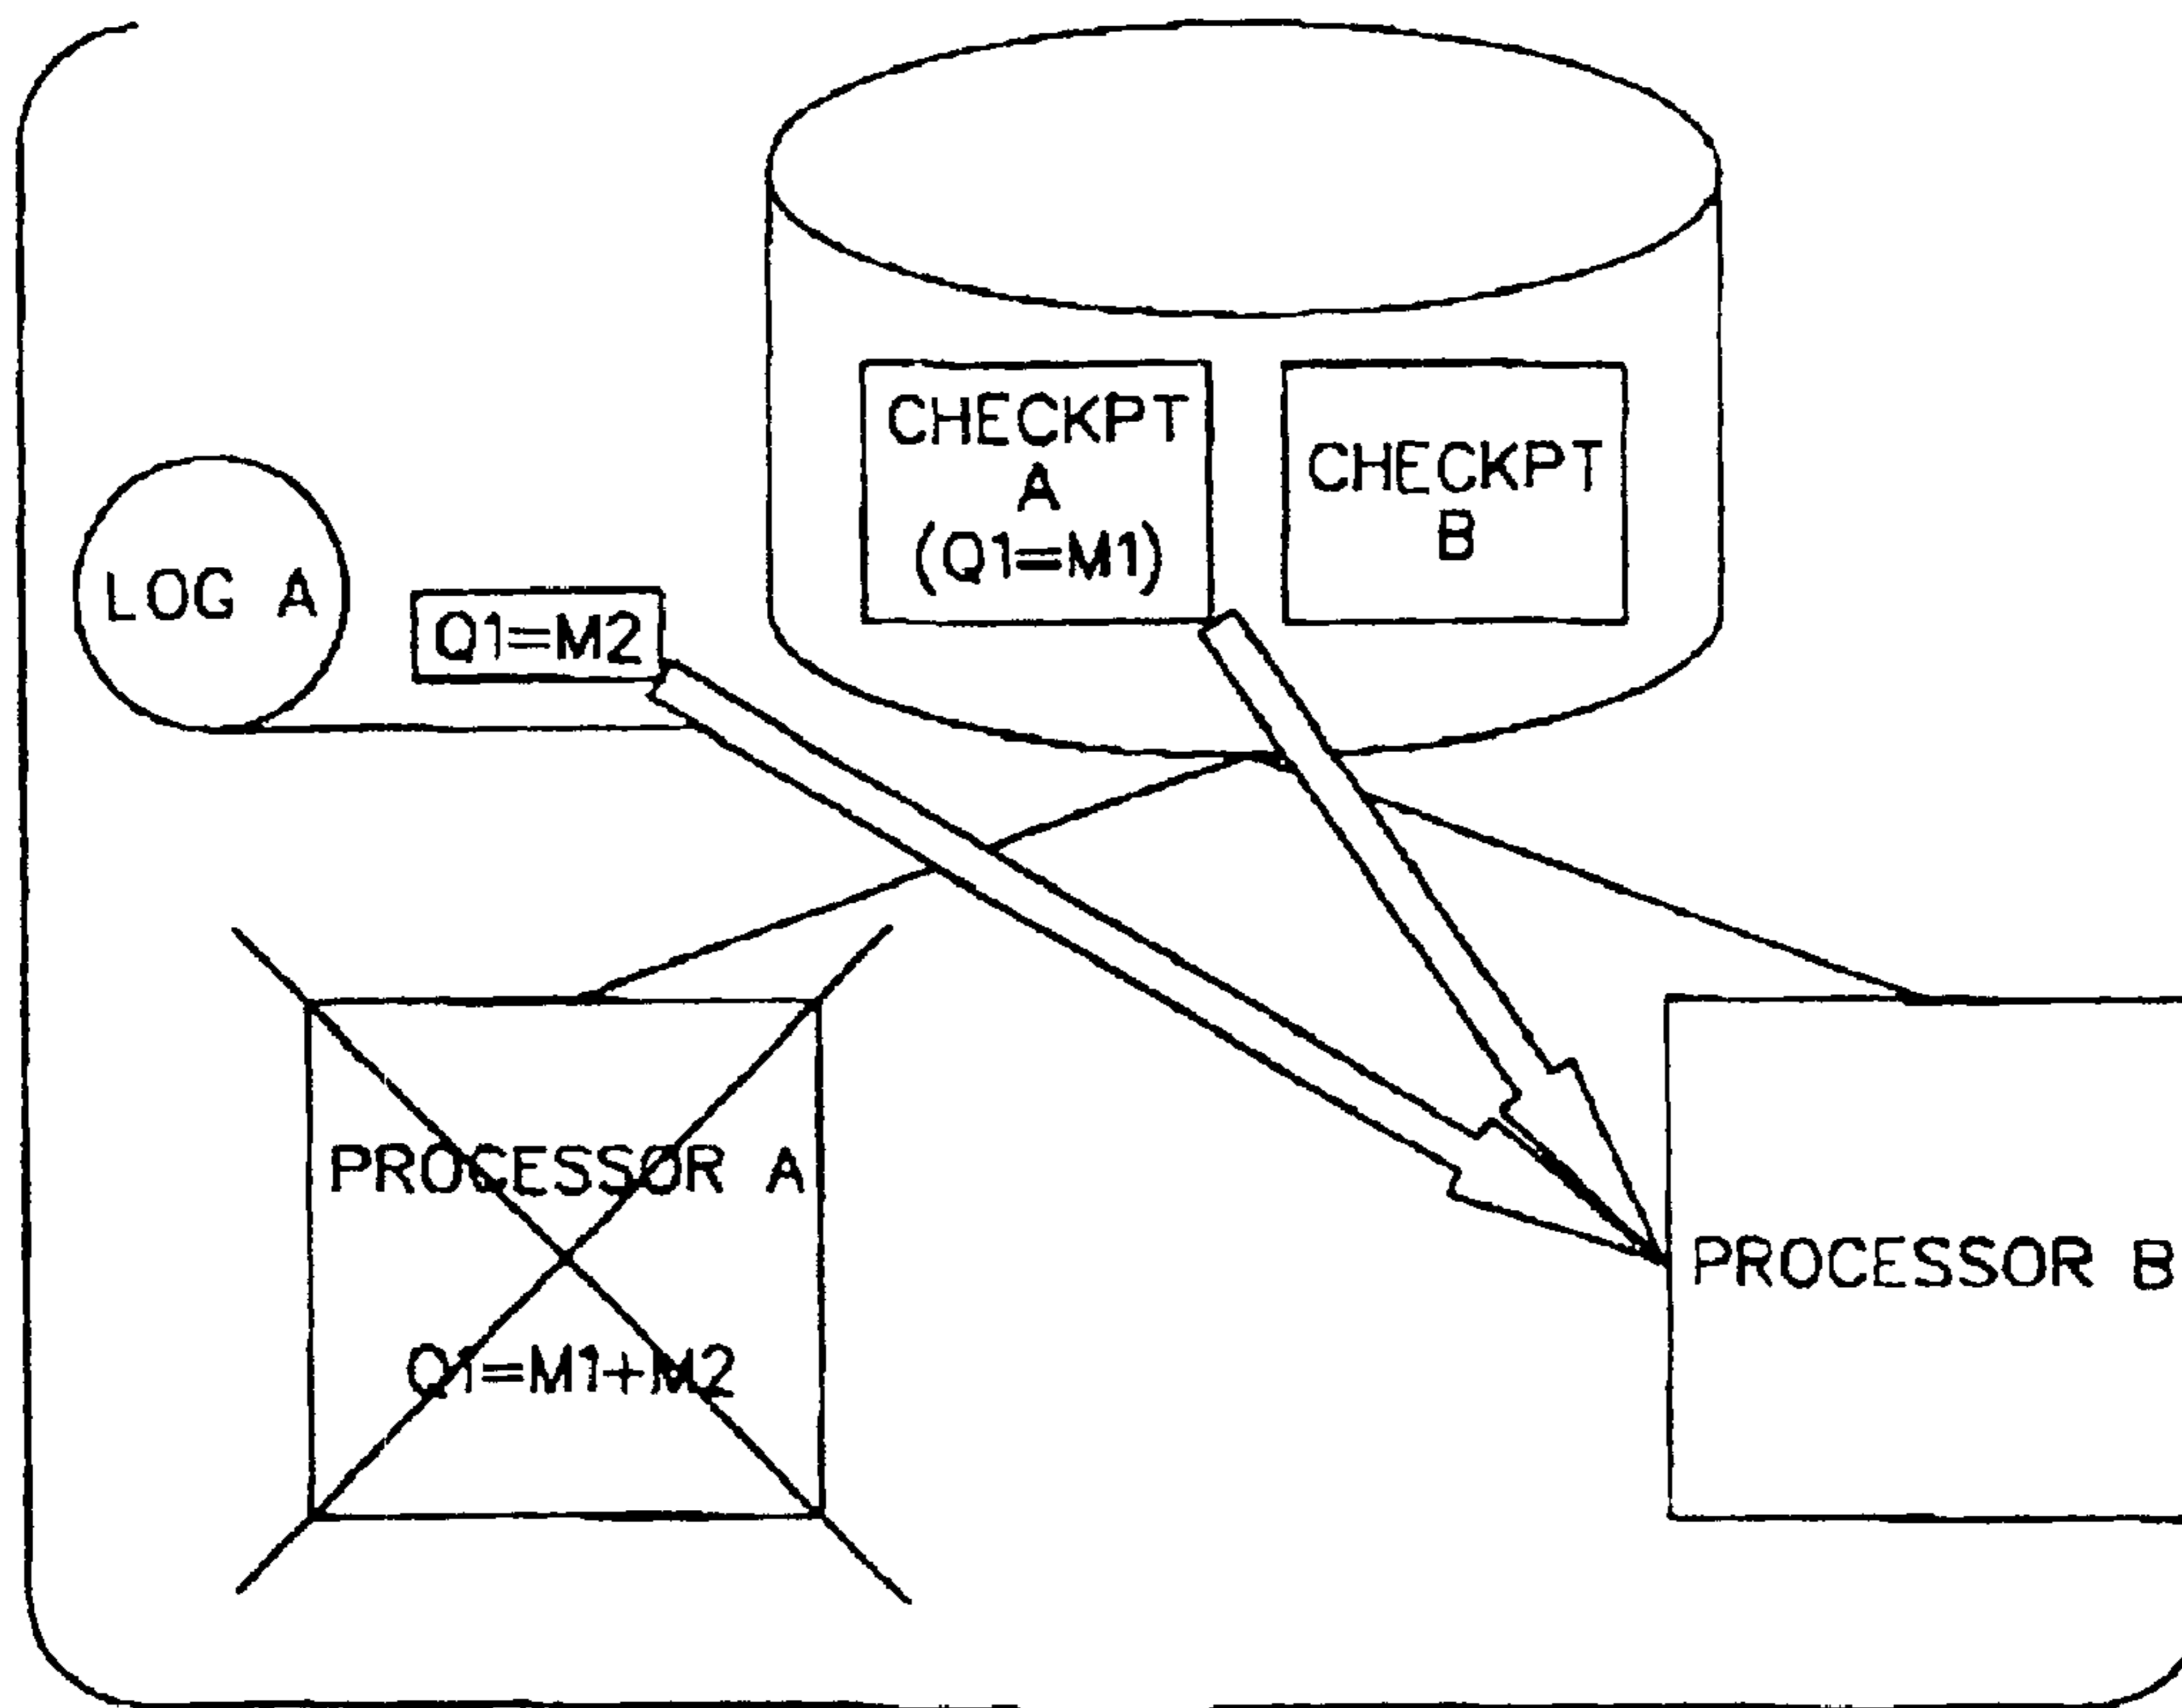 CHECKPT
A
(Q1=M1)
CHECKPT
B
LOG A
Q1=M2
PROCESSOR A
Q1=M1+M2
PROCESSOR B